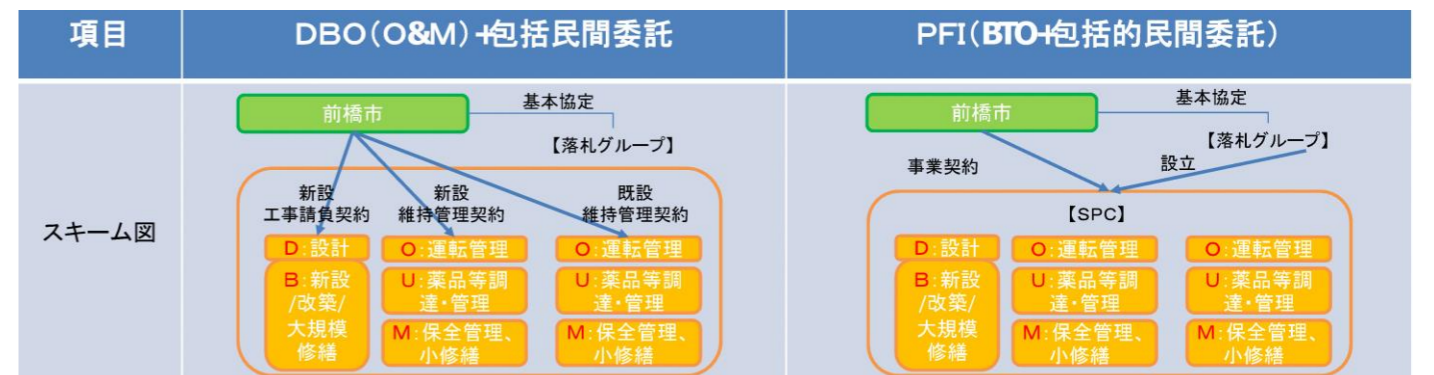 項目
DBO(O&M)+包括民間委託
PFI(BTO+包括的民間委託)
スキーム図
前橋市
基本協定
【落札グループ】
新設
工事請負契約
新設
維持管理契約
既設
維持管理契約
D:設計
B:新設
/改築/
大規模
修繕
O:運転管理
U:薬品等調
達・管理
M:保全管理、
小修繕
O:運転管理
U:薬品等調
達・管理
M:保全管理、
小修繕
前橋市
基本協定
【落札グループ】
事業契約
設立
【SPC】
D:設計
B:新設
/改築/
大規模
修繕
O:運転管理
U:薬品等調
達・管理
M:保全管理、
小修繕
O:運転管理
U:薬品等調
達・管理
M:保全管理、
小修繕